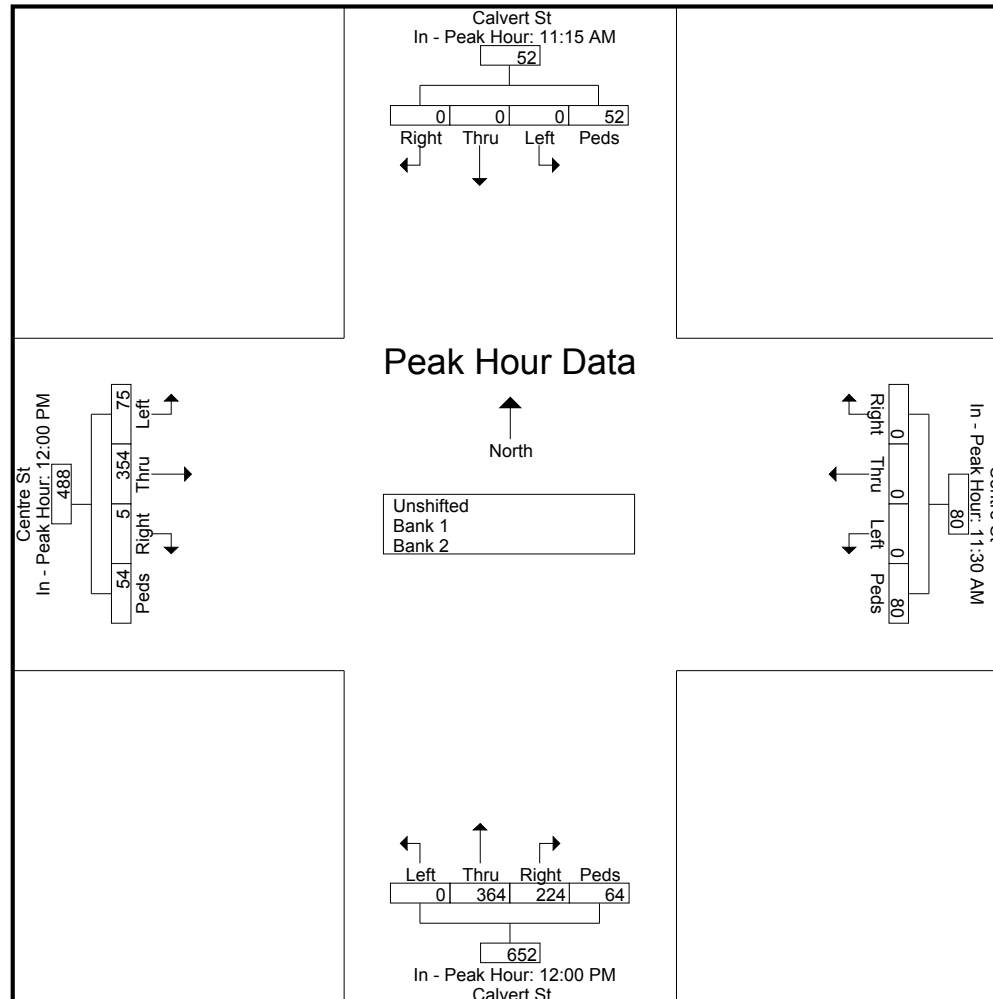 Calvert St
In - Peak Hour: 11:15 AM
52
0 0 0 52
Right Thru Left Peds
Peak Hour Data
North
Unshifted
Bank 1
Bank 2
Centre St
In - Peak Hour: 12:00 PM
488
75 354 5 54
Left Thru Right Peds
In - Peak Hour: 11:30 AM
80
0 0 0 80
Right Thru Left Peds
Left Thru Right Peds
0 364 224 64
652
In - Peak Hour: 12:00 PM
Calvert St